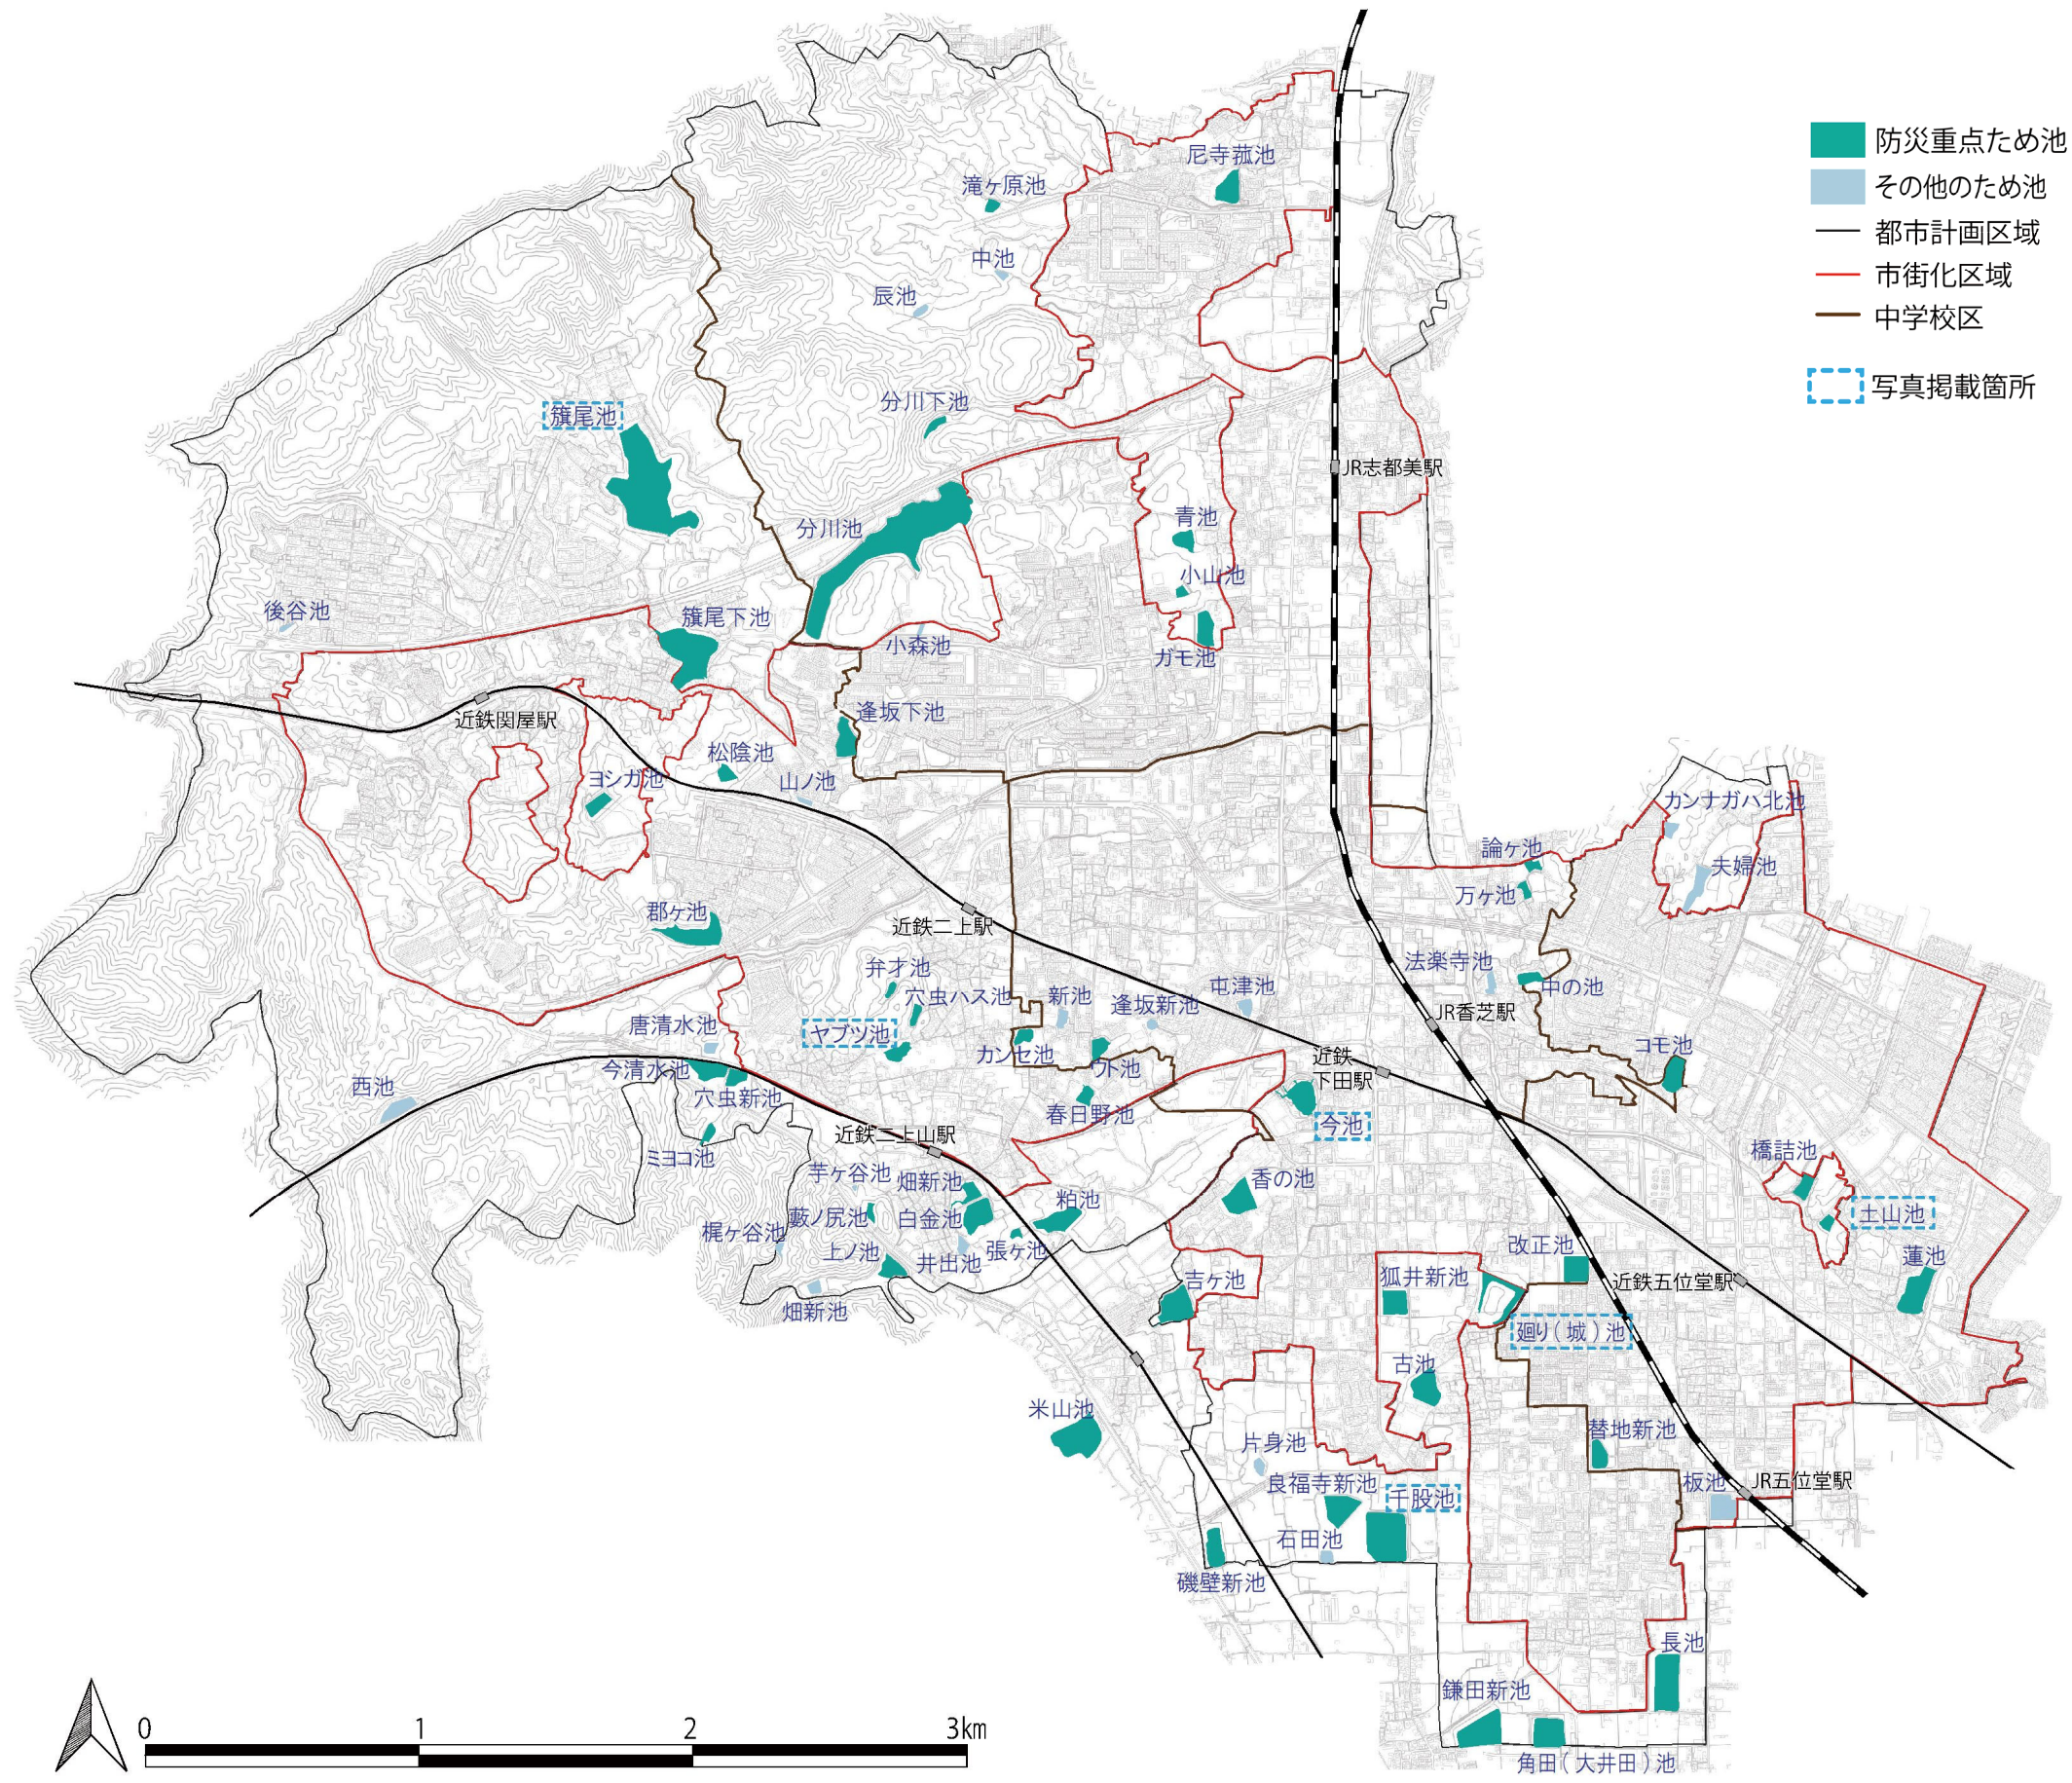 防災重点ため池
その他のため池
都市計画区域
市街化区域
中学校区
写真掲載箇所
尼寺菰池
滝ヶ原池
中池
辰池
分川下池
籏尾池
JR志都美駅
分川池
青池
小山池
後谷池
籏尾下池
小森池
ガモ池
近鉄関屋駅
逢坂下池
松陰池
ヨシガ池
山ノ池
カンナガハ北池
論ヶ池
夫婦池
万ヶ池
郡ヶ池
近鉄二上駅
弁才池
法楽寺池
穴虫ハス池
新池
屯津池
中の池
逢坂新池
唐清水池
ヤブツ池
JR香芝駅
カンセ池
コモ池
今清水池
ウト池
近鉄
下田駅
西池
穴虫新池
春日野池
今池
近鉄二上山駅
ミヨコ池
橋詰池
芋ヶ谷池
畑新池
香の池
粕池
藪ノ尻池
白金池
土山池
梶ヶ谷池
上ノ池
井出池
張ヶ池
改正池
蓮池
吉ヶ池
狐井新池
近鉄五位堂駅
畑新池
廻り(城)池
古池
米山池
片身池
替地新池
良福寺新池
千股池
板池
JR五位堂駅
石田池
磯壁新池
長池
鎌田新池
角田(大井田)池
0
1
2
3km